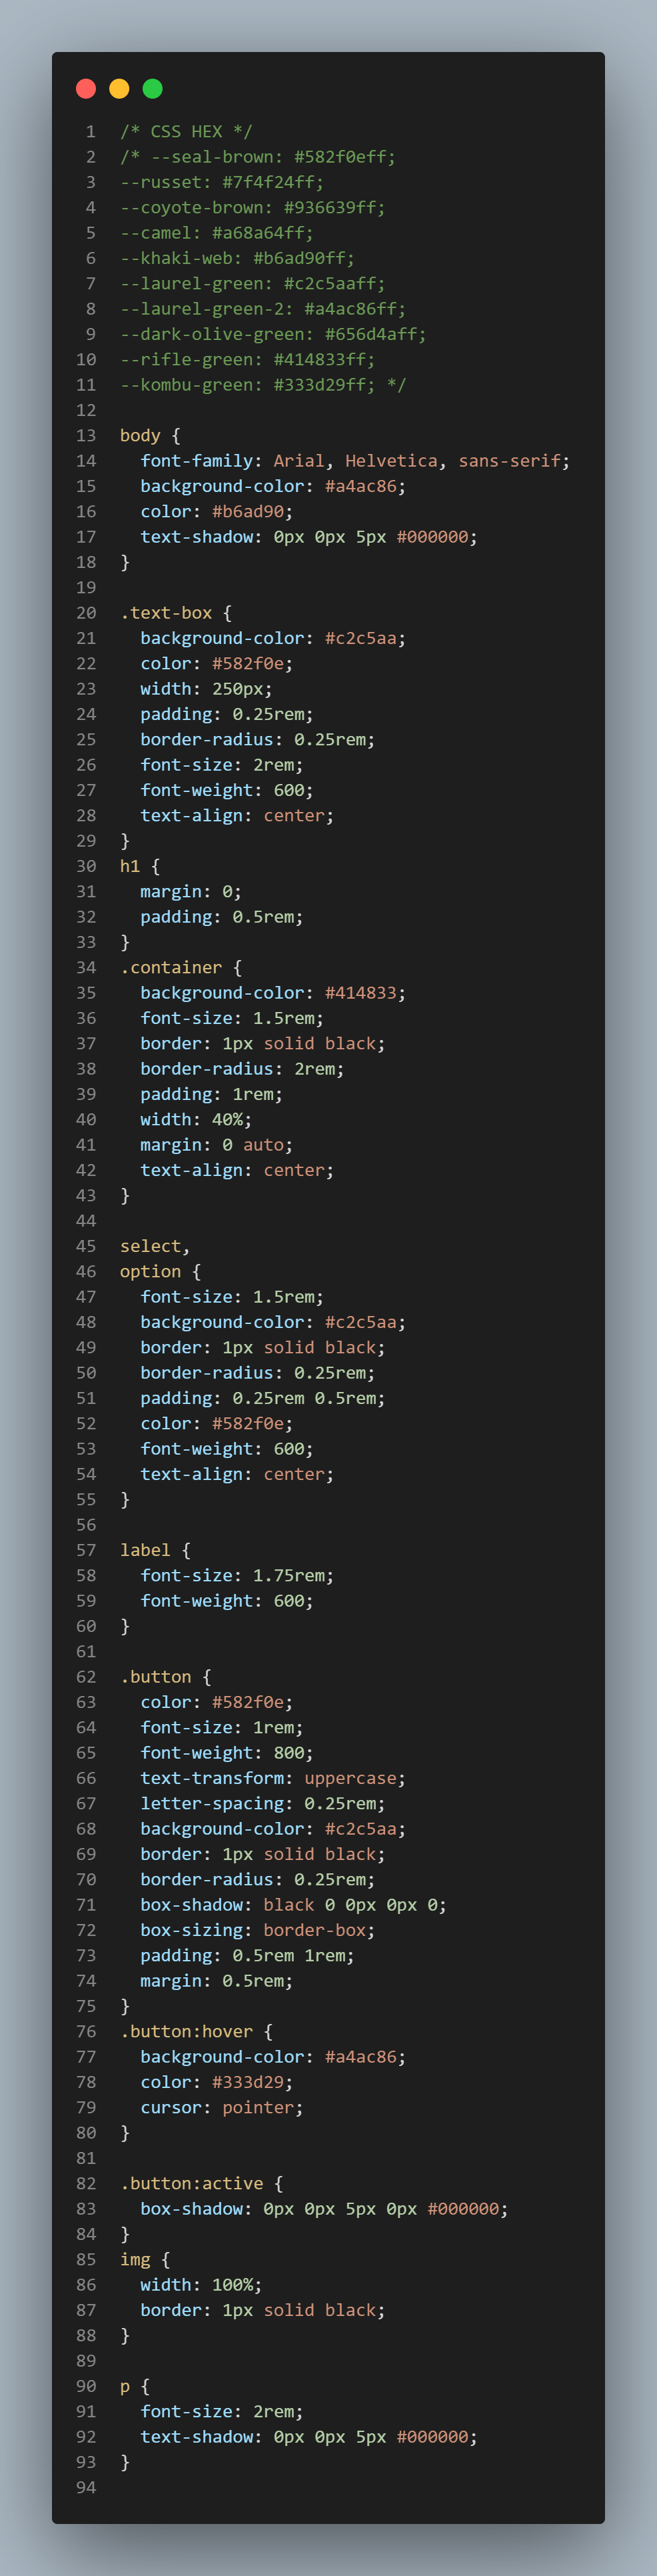 1 /* CSS HEX */
2 /* --seal-brown: #582f0eff;
3 --russet: #7f4f24ff;
4 --coyote-brown: #936639ff;
5 --camel: #a68a64ff;
6 --khaki-web: #b6ad90ff;
7 --laurel-green: #c2c5aaff;
8 --laurel-green-2: #a4ac86ff;
9 --dark-olive-green: #656d4aff;
10 --rifle-green: #414833ff;
11 --kombu-green: #333d29ff; */
12
13 body {
14   font-family: Arial, Helvetica, sans-serif;
15   background-color: #a4ac86;
16   color: #b6ad90;
17   text-shadow: 0px 0px 5px #000000;
18 }
19
20 .text-box {
21   background-color: #c2c5aa;
22   color: #582f0e;
23   width: 250px;
24   padding: 0.25rem;
25   border-radius: 0.25rem;
26   font-size: 2rem;
27   font-weight: 600;
28   text-align: center;
29 }
30 h1 {
31   margin: 0;
32   padding: 0.5rem;
33 }
34 .container {
35   background-color: #414833;
36   font-size: 1.5rem;
37   border: 1px solid black;
38   border-radius: 2rem;
39   padding: 1rem;
40   width: 40%;
41   margin: 0 auto;
42   text-align: center;
43 }
44
45 select,
46 option {
47   font-size: 1.5rem;
48   background-color: #c2c5aa;
49   border: 1px solid black;
50   border-radius: 0.25rem;
51   padding: 0.25rem 0.5rem;
52   color: #582f0e;
53   font-weight: 600;
54   text-align: center;
55 }
56
57 label {
58   font-size: 1.75rem;
59   font-weight: 600;
60 }
61
62 .button {
63   color: #582f0e;
64   font-size: 1rem;
65   font-weight: 800;
66   text-transform: uppercase;
67   letter-spacing: 0.25rem;
68   background-color: #c2c5aa;
69   border: 1px solid black;
70   border-radius: 0.25rem;
71   box-shadow: black 0 0px 0px 0;
72   box-sizing: border-box;
73   padding: 0.5rem 1rem;
74   margin: 0.5rem;
75 }
76 .button:hover {
77   background-color: #a4ac86;
78   color: #333d29;
79   cursor: pointer;
80 }
81
82 .button:active {
83   box-shadow: 0px 0px 5px 0px #000000;
84 }
85 img {
86   width: 100%;
87   border: 1px solid black;
88 }
89
90 p {
91   font-size: 2rem;
92   text-shadow: 0px 0px 5px #000000;
93 }
94